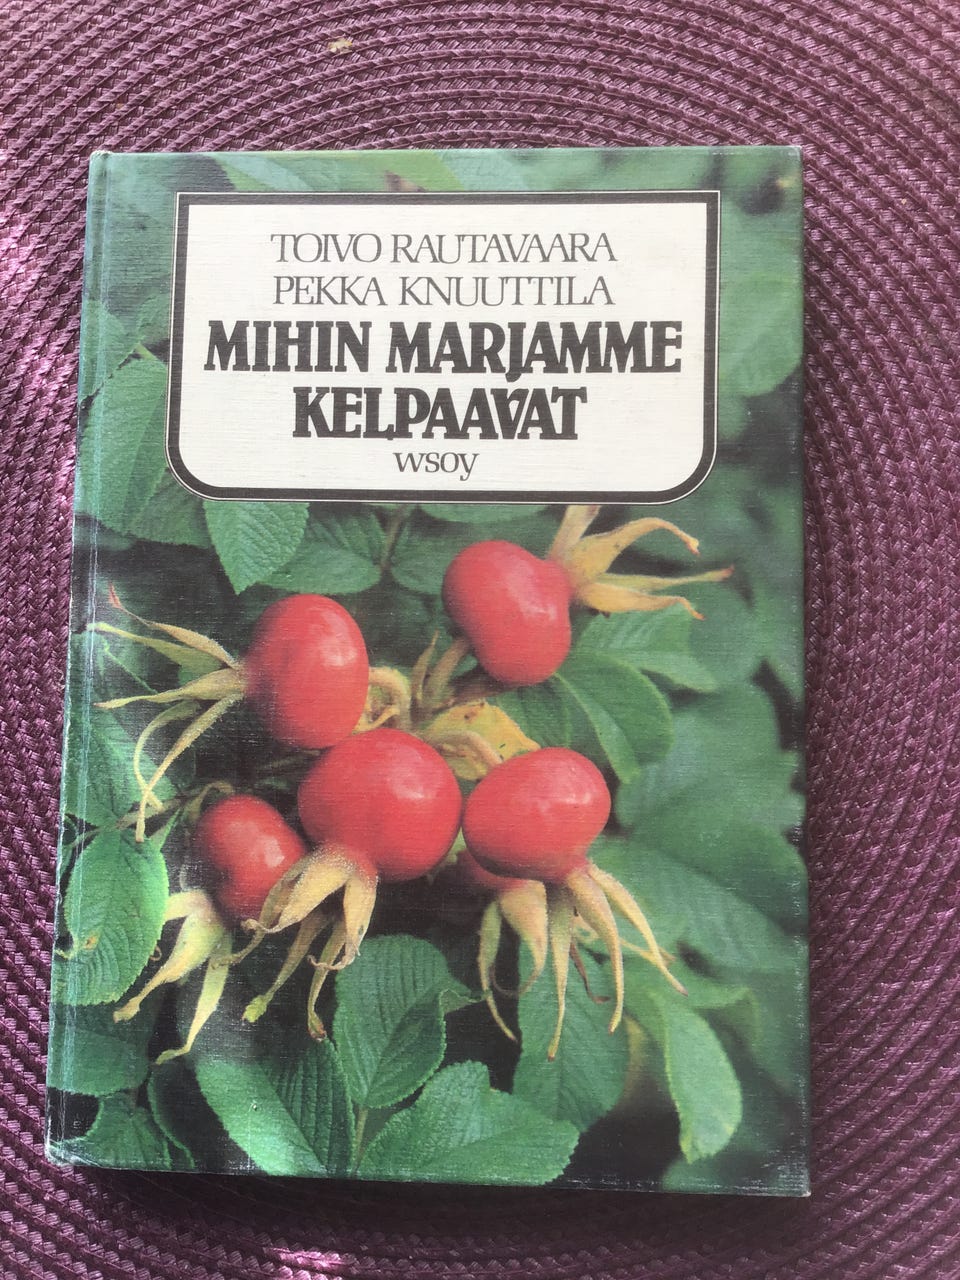 TOIVO RAUTAVAARA
PEKKA KNUUTTILA
MIHIN MARJAMME
KELPAAVAT
wsoy